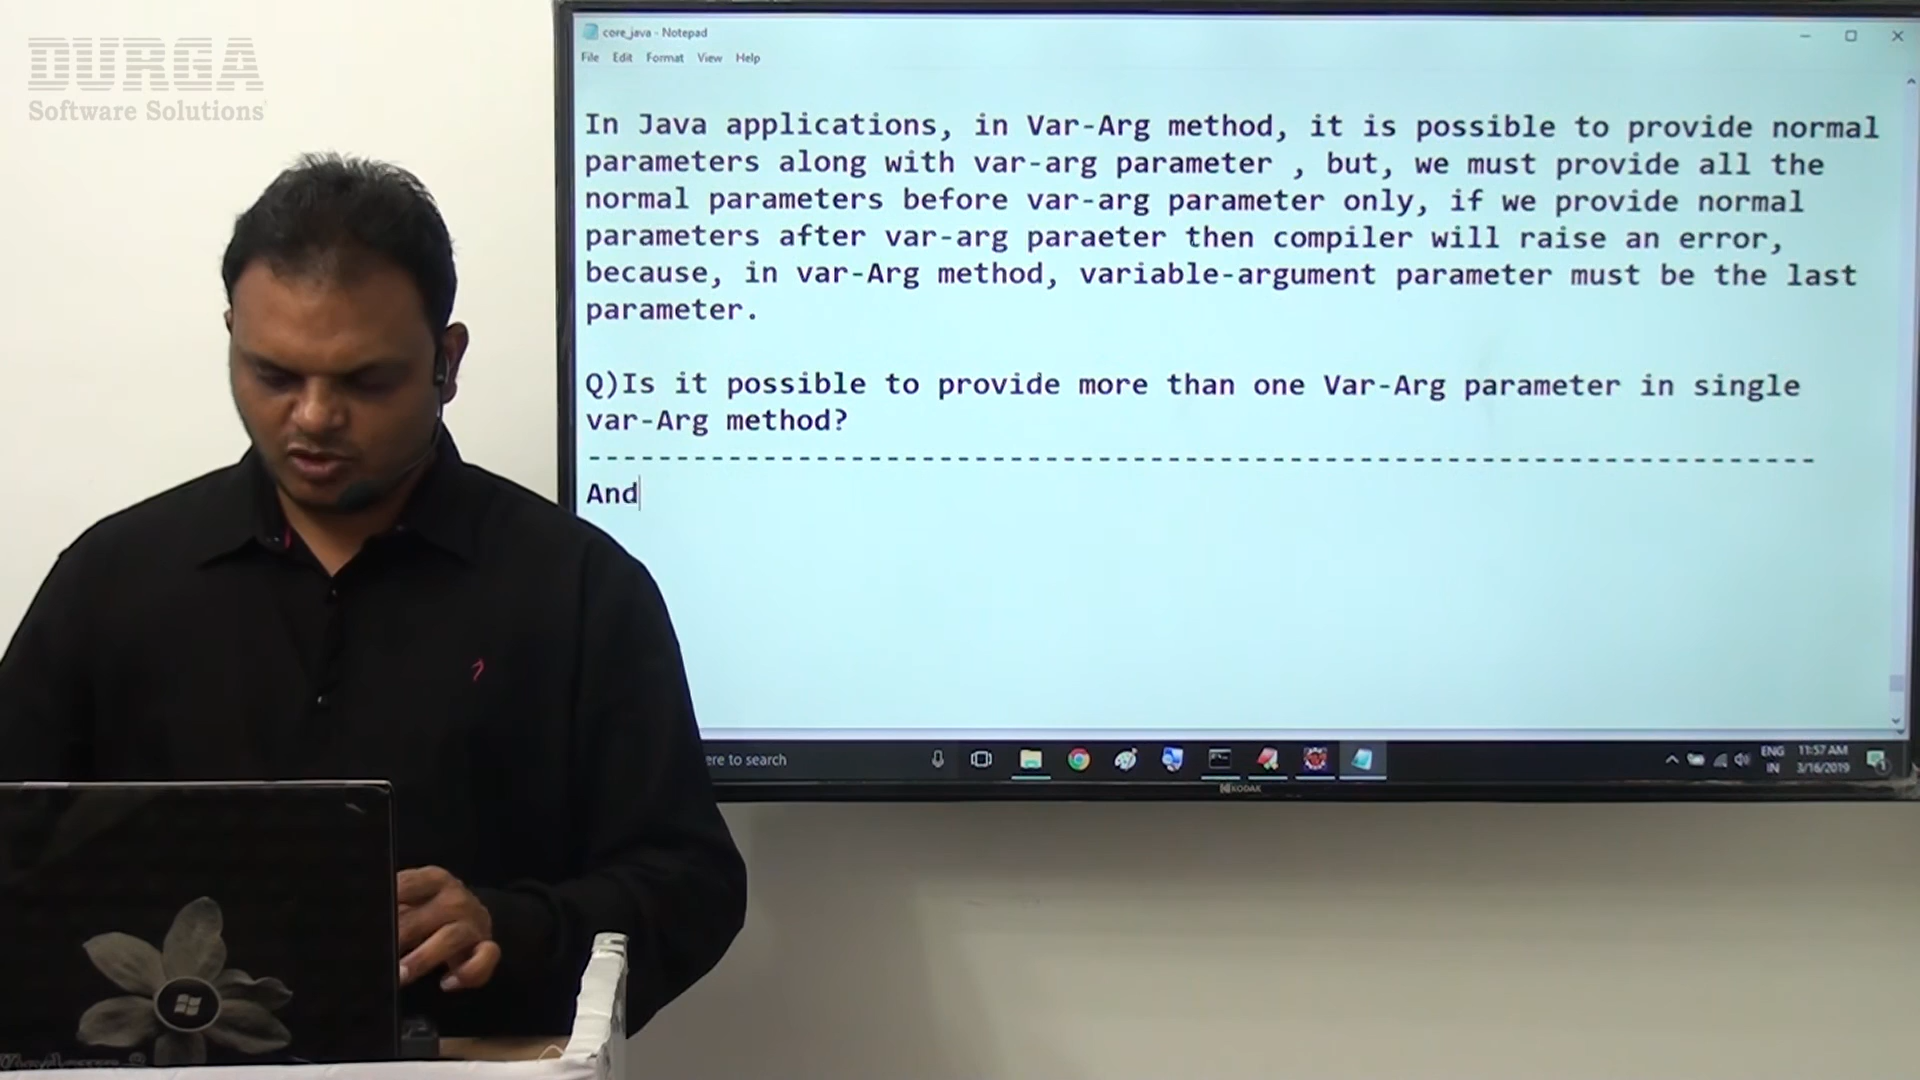 DURGA
Software Solutions
core_java - Notepad
File Edit Format View Help
In Java applications, in Var-Arg method, it is possible to provide normal
parameters along with var-arg parameter , but, we must provide all the
normal parameters before var-arg parameter only, if we provide normal
parameters after var-arg paraeter then compiler will raise an error,
because, in var-Arg method, variable-argument parameter must be the last
parameter.
Q)Is it possible to provide more than one Var-Arg parameter in single
var-Arg method?
----------------------------------------------------------------------
And
ere to search
ENG 11:57 AM
IN 3/16/2019
KODAK